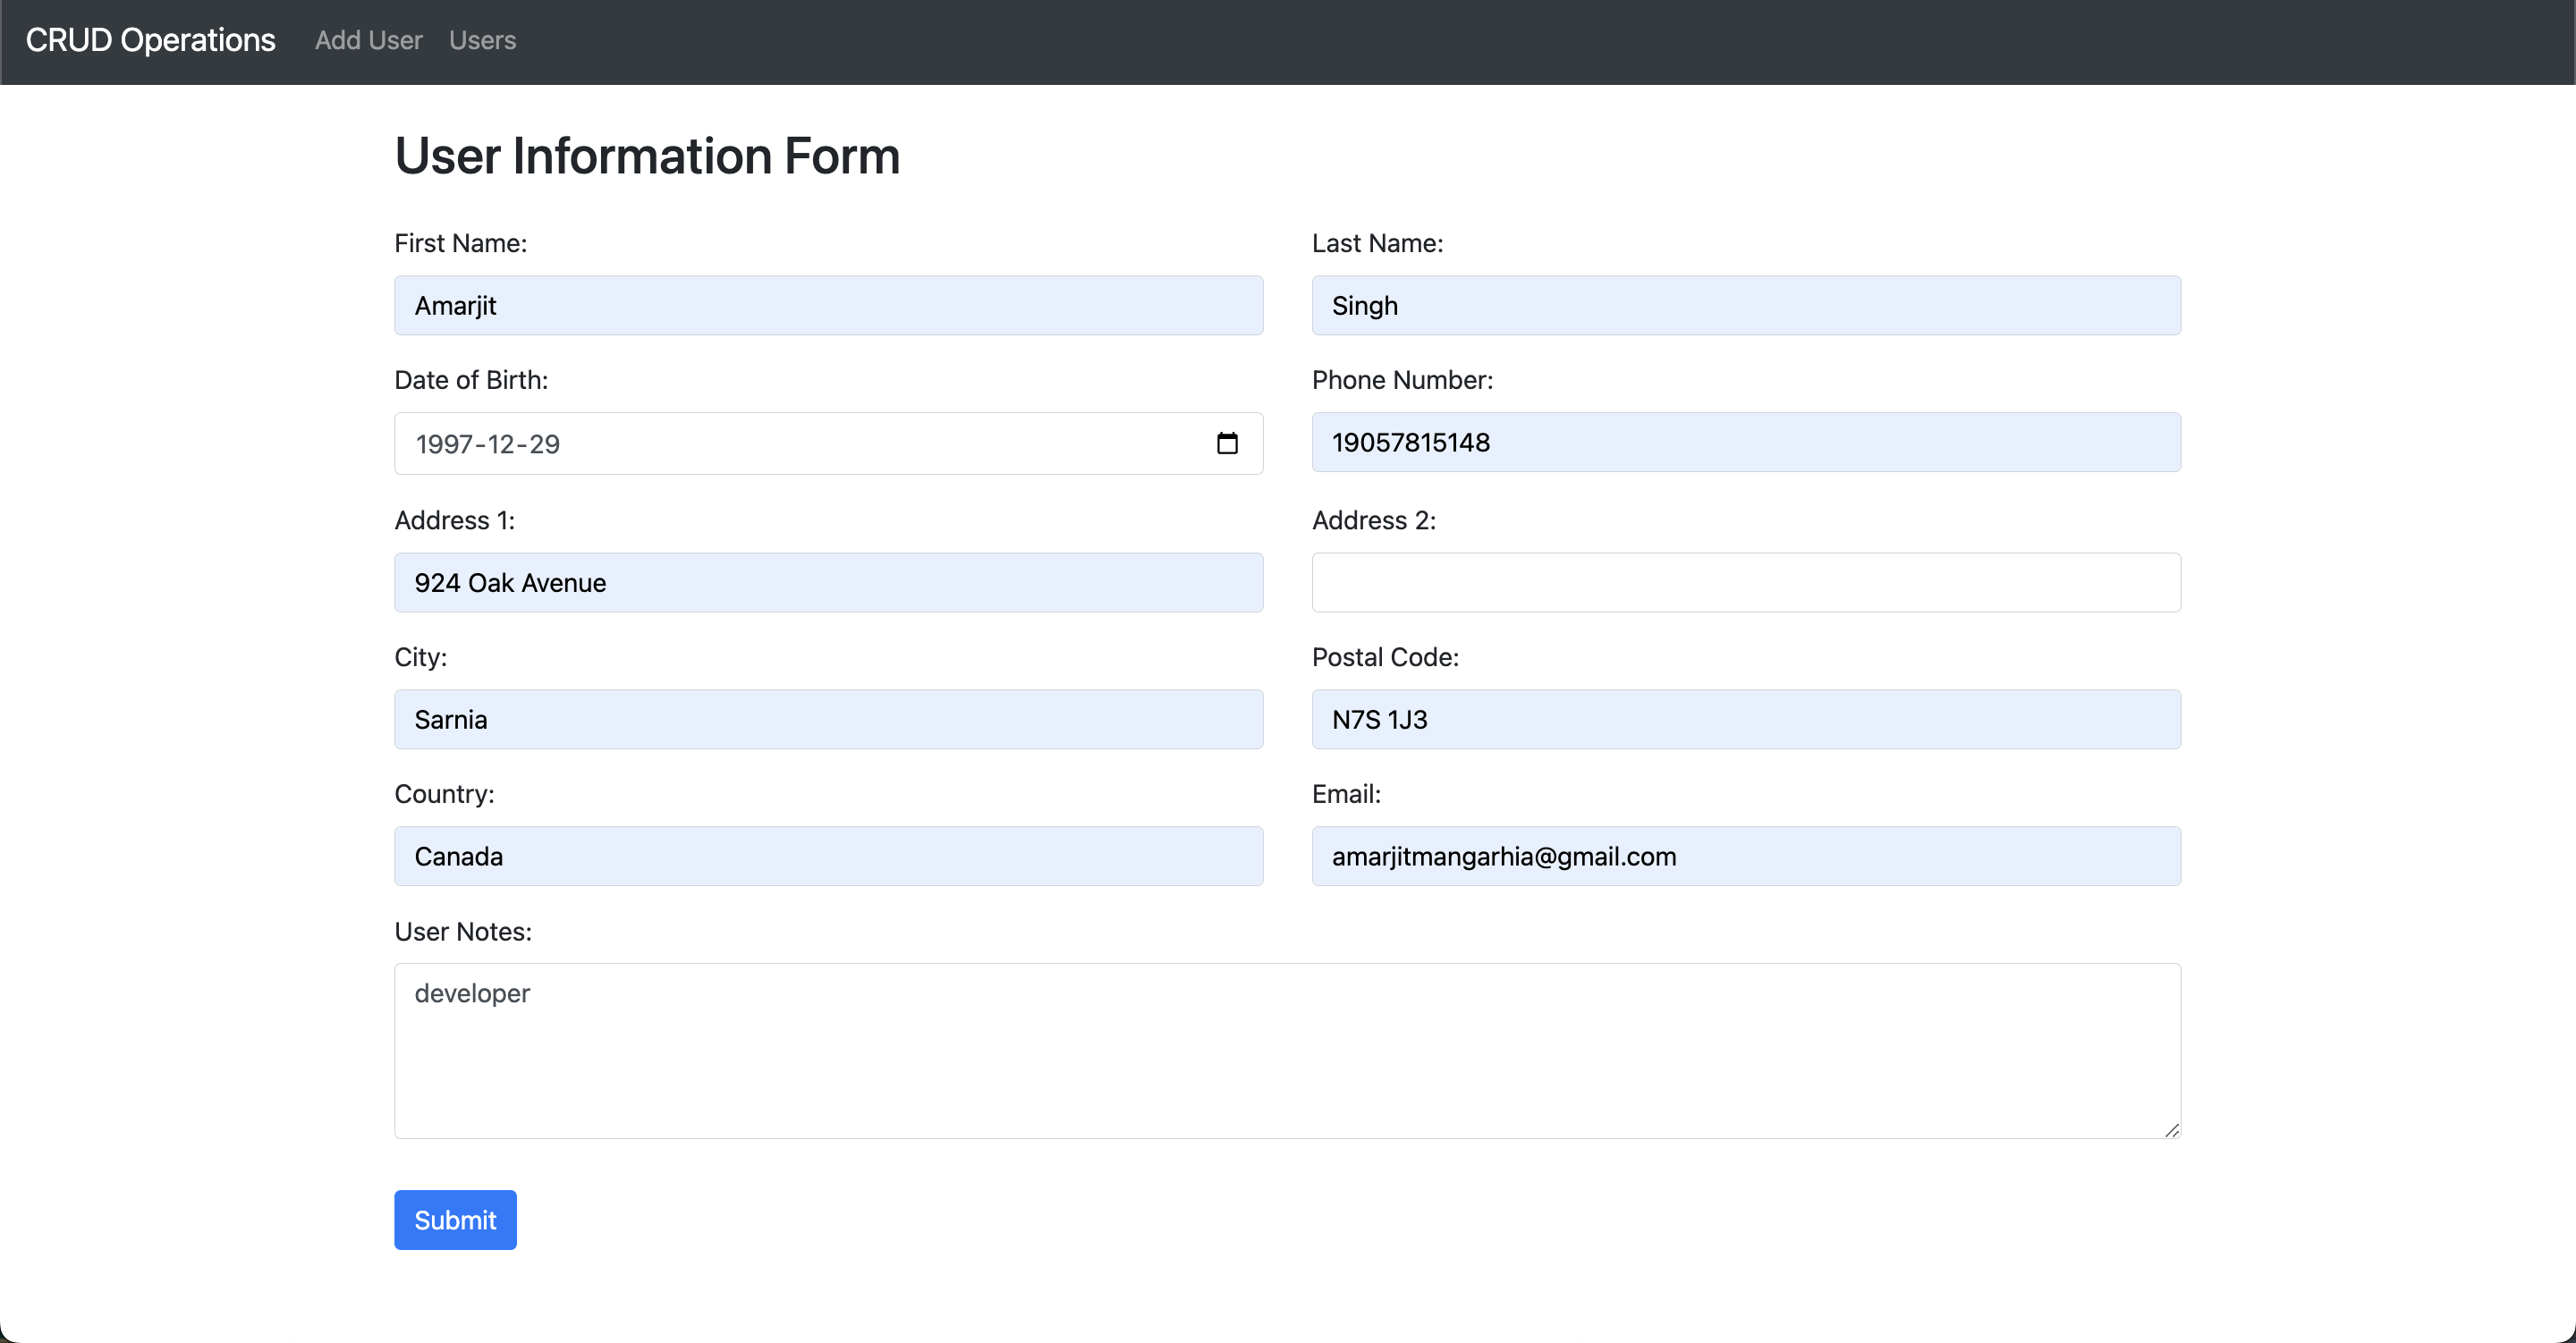 CRUD Operations Add User Users
User Information Form
First Name: Last Name:
Amarjit Singh
Date of Birth: Phone Number:
1997-12-29 19057815148
Address 1: Address 2:
924 Oak Avenue
City: Postal Code:
Sarnia N7S 1J3
Country: Email:
Canada amarjitmangarhia@gmail.com
User Notes:
developer
Submit